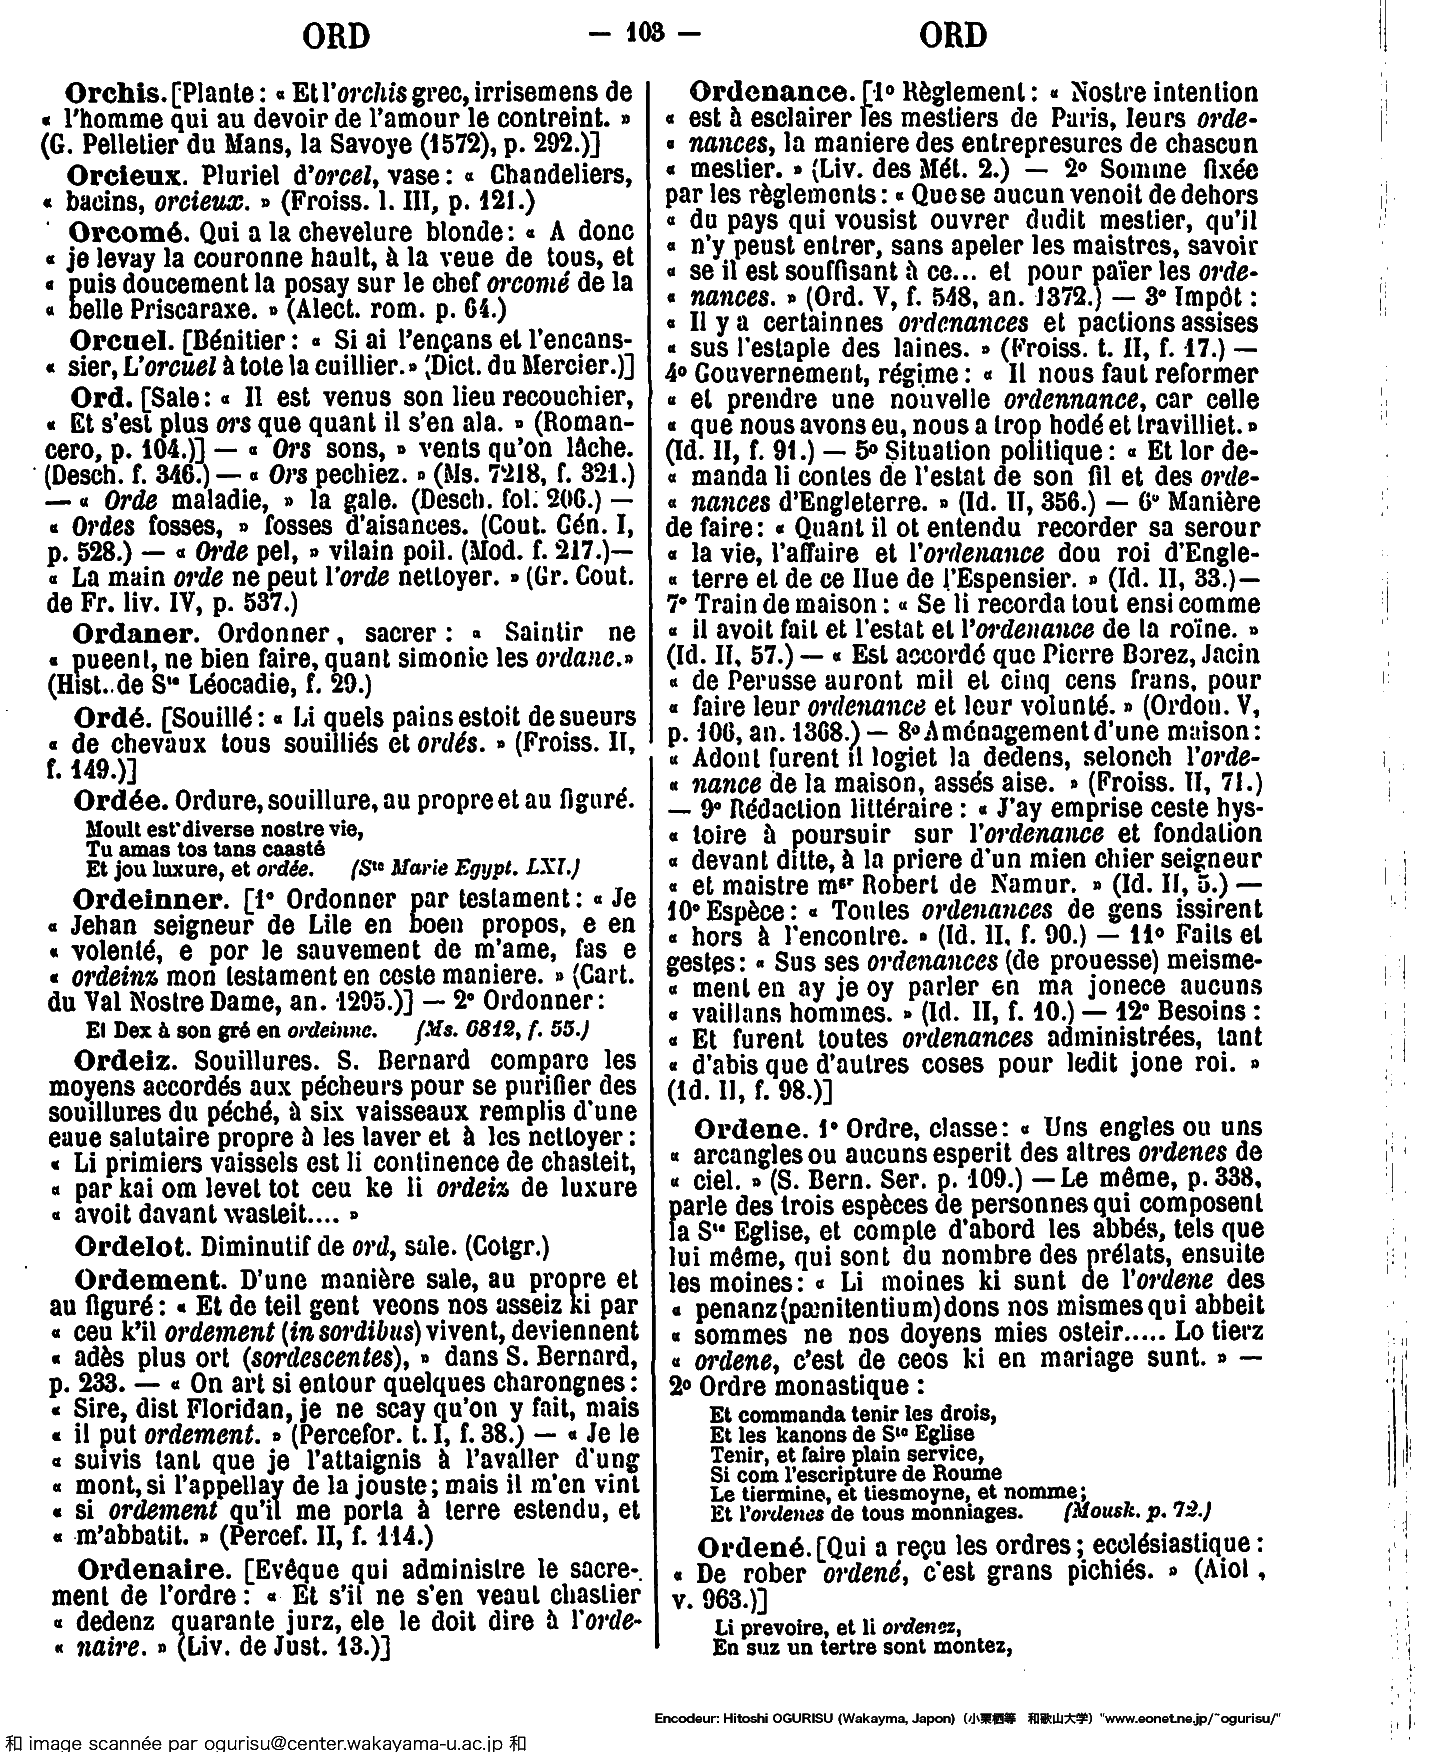 ORD — 103 — ORD
Orchis. [Plante : « Et l'orchis grec, irrisemens de
« l'homme qui au devoir de l'amour le contreint. »
(G. Pelletier du Mans, la Savoye (1572), p. 292.)]
Orcieux. Pluriel d'orcel, vase : « Chandeliers,
« bacins, orcieux. » (Froiss. l. III, p. 121.)
Orcomé. Qui a la chevelure blonde : « A donc
« je levay la couronne hault, à la veue de tous, et
« puis doucement la posay sur le chef orcomé de la
« belle Priscaraxe. » (Alect. rom. p. 64.)
Orcuel. [Bénitier : « Si ai l'ençans et l'encans-
« sier, L'orcuel à tote la cuillier. » (Dict. du Mercier.)]
Ord. [Sale : « Il est venus son lieu recouchier,
« Et s'est plus ors que quant il s'en ala. » (Roman-
cero, p. 104.)] — « Ors sons, » vents qu'on lâche.
(Desch. f. 346.) — « Ors pechiez. » (Ms. 7218, f. 321.)
— « Orde maladie, » la gale. (Desch. fol. 206.) —
« Ordes fosses, » fosses d'aisances. (Cout. Gén. I,
p. 528.) — « Orde pel, » vilain poil. (Mod. f. 217.) —
« La main orde ne peut l'orde nettoyer. » (Gr. Cout.
de Fr. liv. IV, p. 537.)
Ordaner. Ordonner, sacrer : « Saintir ne
« pueent, ne bien faire, quant simonie les ordane. »
(Hist. de Ste Léocadie, f. 29.)
Ordé. [Souillé : « Li quels pains estoit de sueurs
« de chevaux tous souilliés et ordés. » (Froiss. II,
f. 149.)]
Ordée. Ordure, souillure, au propre et au figuré.
Moult est diverse nostre vie,
Tu amas tos tans caasté
Et jou luxure, et ordée. (Ste Marie Egypt. LXI.)
Ordeinner. [1° Ordonner par testament : « Je
« Jehan seigneur de Lile en boen propos, e en
« volenté, e por le sauvement de m'ame, fas e
« ordeinz mon testament en ceste maniere. » (Cart.
du Val Nostre Dame, an. 1295.)] — 2° Ordonner :
El Dex à son gré en ordeinne. (Ms. 6812, f. 55.)
Ordeiz. Souillures. S. Bernard compare les
moyens accordés aux pécheurs pour se purifier des
souillures du péché, à six vaisseaux remplis d'une
eaue salutaire propre à les laver et à les nettoyer :
« Li primiers vaissels est li continence de chasteit,
« par kai om levet tot ceu ke li ordeiz de luxure
« avoit davant wasteit.... »
Ordelot. Diminutif de ord, sale. (Cotgr.)
Ordement. D'une manière sale, au propre et
au figuré : « Et de teil gent veons nos asseiz ki par
« ceu k'il ordement (in sordibus) vivent, deviennent
« adès plus ort (sordescentes), » dans S. Bernard,
p. 233. — « On art si entour quelques charongnes :
« Sire, dist Floridan, je ne scay qu'on y fait, mais
« il put ordement. » (Percefor. t. I, f. 38.) — « Je le
« suivis tant que je l'attaignis à l'avaller d'ung
« mont, si l'appellay de la jouste ; mais il m'en vint
« si ordement qu'il me porta à terre estendu, et
« m'abbatit. » (Percef. II, f. 114.)
Ordenaire. [Evêque qui administre le sacre-
ment de l'ordre : « Et s'il ne s'en veaut chastier
« dedenz quarante jurz, ele le doit dire à l'orde-
« naire. » (Liv. de Just. 13.)]
Ordenance. [1° Règlement : « Nostre intention
« est à esclairer les mestiers de Paris, leurs orde-
« nances, la maniere des entrepresures de chascun
« mestier. » (Liv. des Mét. 2.) — 2° Somme fixée
par les règlements : « Que se aucun venoit de dehors
« du pays qui vousist ouvrer dudit mestier, qu'il
« n'y peust entrer, sans apeler les maistres, savoir
« se il est souffisant à ce... et pour païer les orde-
« nances. » (Ord. V, f. 548, an. 1372.) — 3° Impôt :
« Il y a certainnes ordenances et pactions assises
« sus l'estaple des laines. » (Froiss. t. II, f. 17.) —
4° Gouvernement, régime : « Il nous faut reformer
« et prendre une nouvelle ordennance, car celle
« que nous avons eu, nous a trop hodé et travilliet. »
(Id. II, f. 91.) — 5° Situation politique : « Et lor de-
« manda li contes de l'estat de son fil et des orde-
« nances d'Engleterre. » (Id. II, 356.) — 6° Manière
de faire : « Quant il ot entendu recorder sa serour
« la vie, l'affaire et l'ordenance dou roi d'Engle-
« terre et de ce Hue de l'Espensier. » (Id. II, 33.) —
7° Train de maison : « Se li recorda tout ensi comme
« il avoit fait et l'estat et l'ordenance de la roïne. »
(Id. II, 57.) — « Est accordé que Pierre Borez, Jacin
« de Perusse auront mil et cinq cens frans, pour
« faire leur ordenance et leur volunté. » (Ordon. V,
p. 106, an. 1368.) — 8° Aménagement d'une maison :
« Adont furent il logiet la dedens, selonch l'orde-
« nance de la maison, assés aise. » (Froiss. II, 71.)
— 9° Rédaction littéraire : « J'ay emprise ceste hys-
« toire à poursuir sur l'ordenance et fondation
« devant ditte, à la priere d'un mien chier seigneur
« et maistre msr Robert de Namur. » (Id. II, 5.) —
10° Espèce : « Toutes ordenances de gens issirent
« hors à l'encontre. » (Id. II, f. 90.) — 11° Faits et
gestes : « Sus ses ordenances (de prouesse) meisme-
« ment en ay je oy parler en ma jonece aucuns
« vaillans hommes. » (Id. II, f. 10.) — 12° Besoins :
« Et furent toutes ordenances administrées, tant
« d'abis que d'autres coses pour ledit jone roi. »
(Id. II, f. 98.)]
Ordene. 1° Ordre, classe : « Uns engles ou uns
« arcangles ou aucuns esperit des altres ordenes de
« ciel. » (S. Bern. Ser. p. 109.) — Le même, p. 338,
parle des trois espèces de personnes qui composent
la Ste Eglise, et compte d'abord les abbés, tels que
lui même, qui sont du nombre des prélats, ensuite
les moines : « Li moines ki sunt de l'ordene des
« penanz (pœnitentium) dons nos mismes qui abbeit
« sommes ne nos doyens mies osteir..... Lo tierz
« ordene, c'est de ceos ki en mariage sunt. » —
2° Ordre monastique :
Et commanda tenir les drois,
Et les kanons de Ste Eglise
Tenir, et faire plain service,
Si com l'escripture de Roume
Le tiermine, et tiesmoyne, et nomme ;
Et l'ordenes de tous monniages. (Mousk. p. 72.)
Ordené. [Qui a reçu les ordres ; ecclésiastique :
« De rober ordené, c'est grans pichiés. » (Aiol,
v. 963.)]
Li prevoire, et li ordenez,
En suz un tertre sont montez,
Encodeur: Hitoshi OGURISU (Wakayma, Japon) (小栗栖等 和歌山大学) "www.eonet.ne.jp/~ogurisu/"
和 image scannée par ogurisu@center.wakayama-u.ac.jp 和